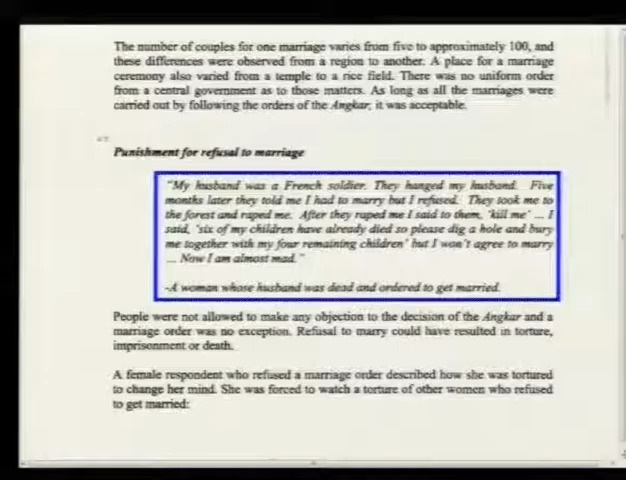 The number of couples for one marriage varies from five to approximately 100, and
these differences were observed from a region to another. A place for a marriage
ceremony also varied from a temple to a rice field. There was no uniform order
from a central government as to those matters. As long as all the marriages were
carried out by following the orders of the Angkar, it was acceptable.
Punishment for refusal to marriage
"My husband was a French soldier. They hanged my husband. Five
months later they told me I had to marry but I refused. They took me to
the forest and raped me. After they raped me I said to them, 'kill me' ... I
said, 'six of my children have already died so please dig a hole and bury
me together with my four remaining children' but I won't agree to marry
... Now I am almost mad."
-A woman whose husband was dead and ordered to get married.
People were not allowed to make any objection to the decision of the Angkar and a
marriage order was no exception. Refusal to marry could have resulted in torture,
imprisonment or death.
A female respondent who refused a marriage order described how she was tortured
to change her mind. She was forced to watch a torture of other women who refused
to get married: